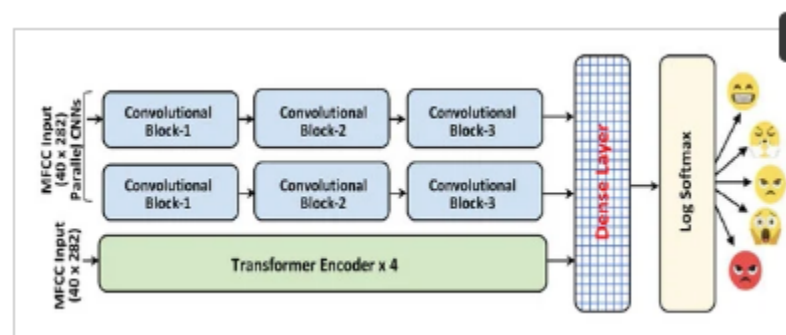 MFCC Input
(40 x 282)
Parallel CNNs
Convolutional
Block-1
Convolutional
Block-2
Convolutional
Block-3
Convolutional
Block-1
Convolutional
Block-2
Convolutional
Block-3
MFCC Input
(40 x 282)
Transformer Encoder x 4
Dense Layer
Log Softmax